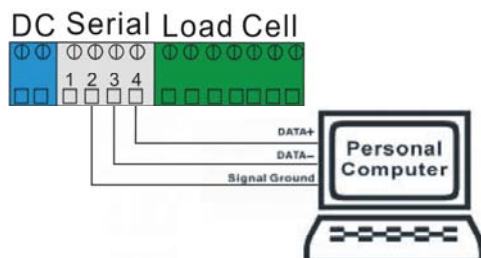 DC Serial Load Cell
1 2 3 4
DATA+
DATA–
Signal Ground
Personal
Computer